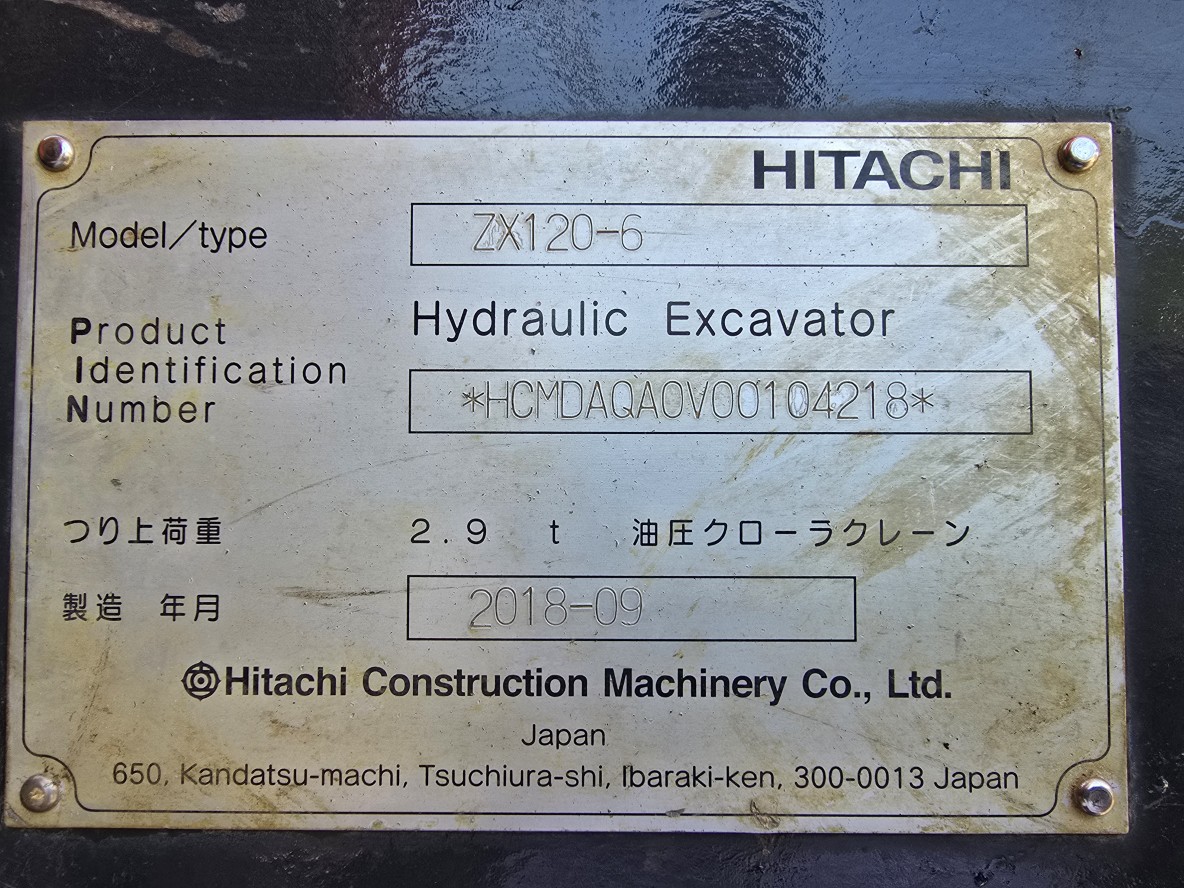 HITACHI
Model/type ZX120-6
Hydraulic Excavator
Product
Identification
Number *HCMDAQA0V00104218*
つり上荷重 2.9 t 油圧クローラクレーン
製造 年月 2018-09
Hitachi Construction Machinery Co., Ltd.
Japan
650, Kandatsu-machi, Tsuchiura-shi, Ibaraki-ken, 300-0013 Japan